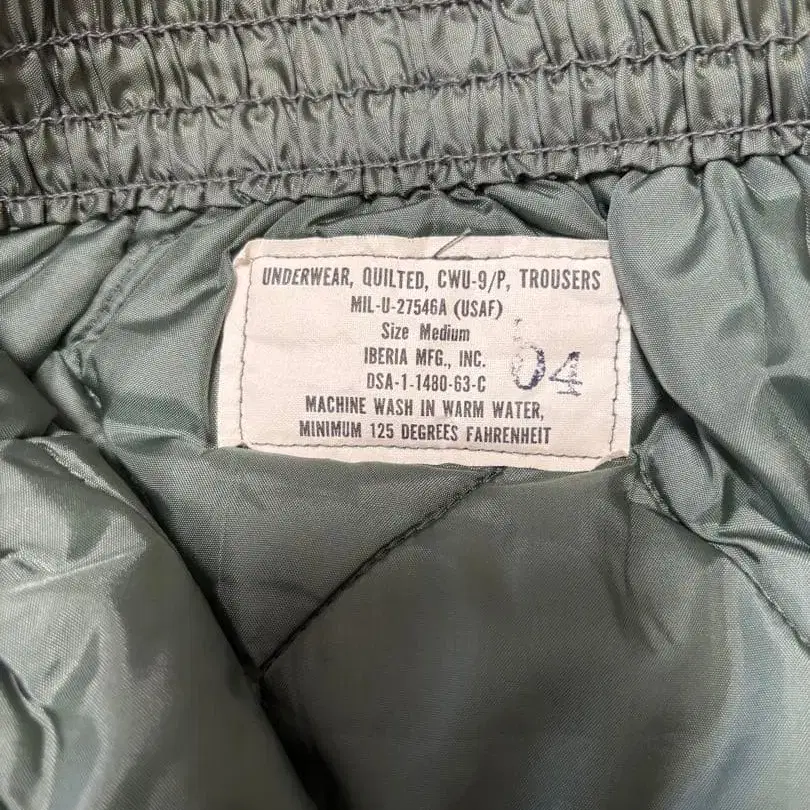 UNDERWEAR, QUILTED, CWU-9/P, TROUSERS
MIL-U-27546A (USAF)
Size Medium
IBERIA MFG., INC.
DSA-1-1480-63-C
04
MACHINE WASH IN WARM WATER,
MINIMUM 125 DEGREES FAHRENHEIT